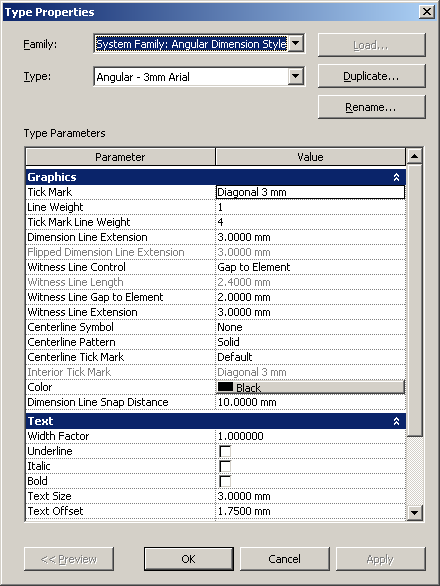 Type Properties
Family: System Family: Angular Dimension Style Load...
Type: Angular - 3mm Arial Duplicate...
Rename...
Type Parameters
Parameter Value
Graphics
Tick Mark Diagonal 3 mm
Line Weight 1
Tick Mark Line Weight 4
Dimension Line Extension 3.0000 mm
Flipped Dimension Line Extension 3.0000 mm
Witness Line Control Gap to Element
Witness Line Length 2.4000 mm
Witness Line Gap to Element 2.0000 mm
Witness Line Extension 3.0000 mm
Centerline Symbol None
Centerline Pattern Solid
Centerline Tick Mark Default
Interior Tick Mark Diagonal 3 mm
Color Black
Dimension Line Snap Distance 10.0000 mm
Text
Width Factor 1.000000
Underline
Italic
Bold
Text Size 3.0000 mm
Text Offset 1.7500 mm
<< Preview OK Cancel Apply